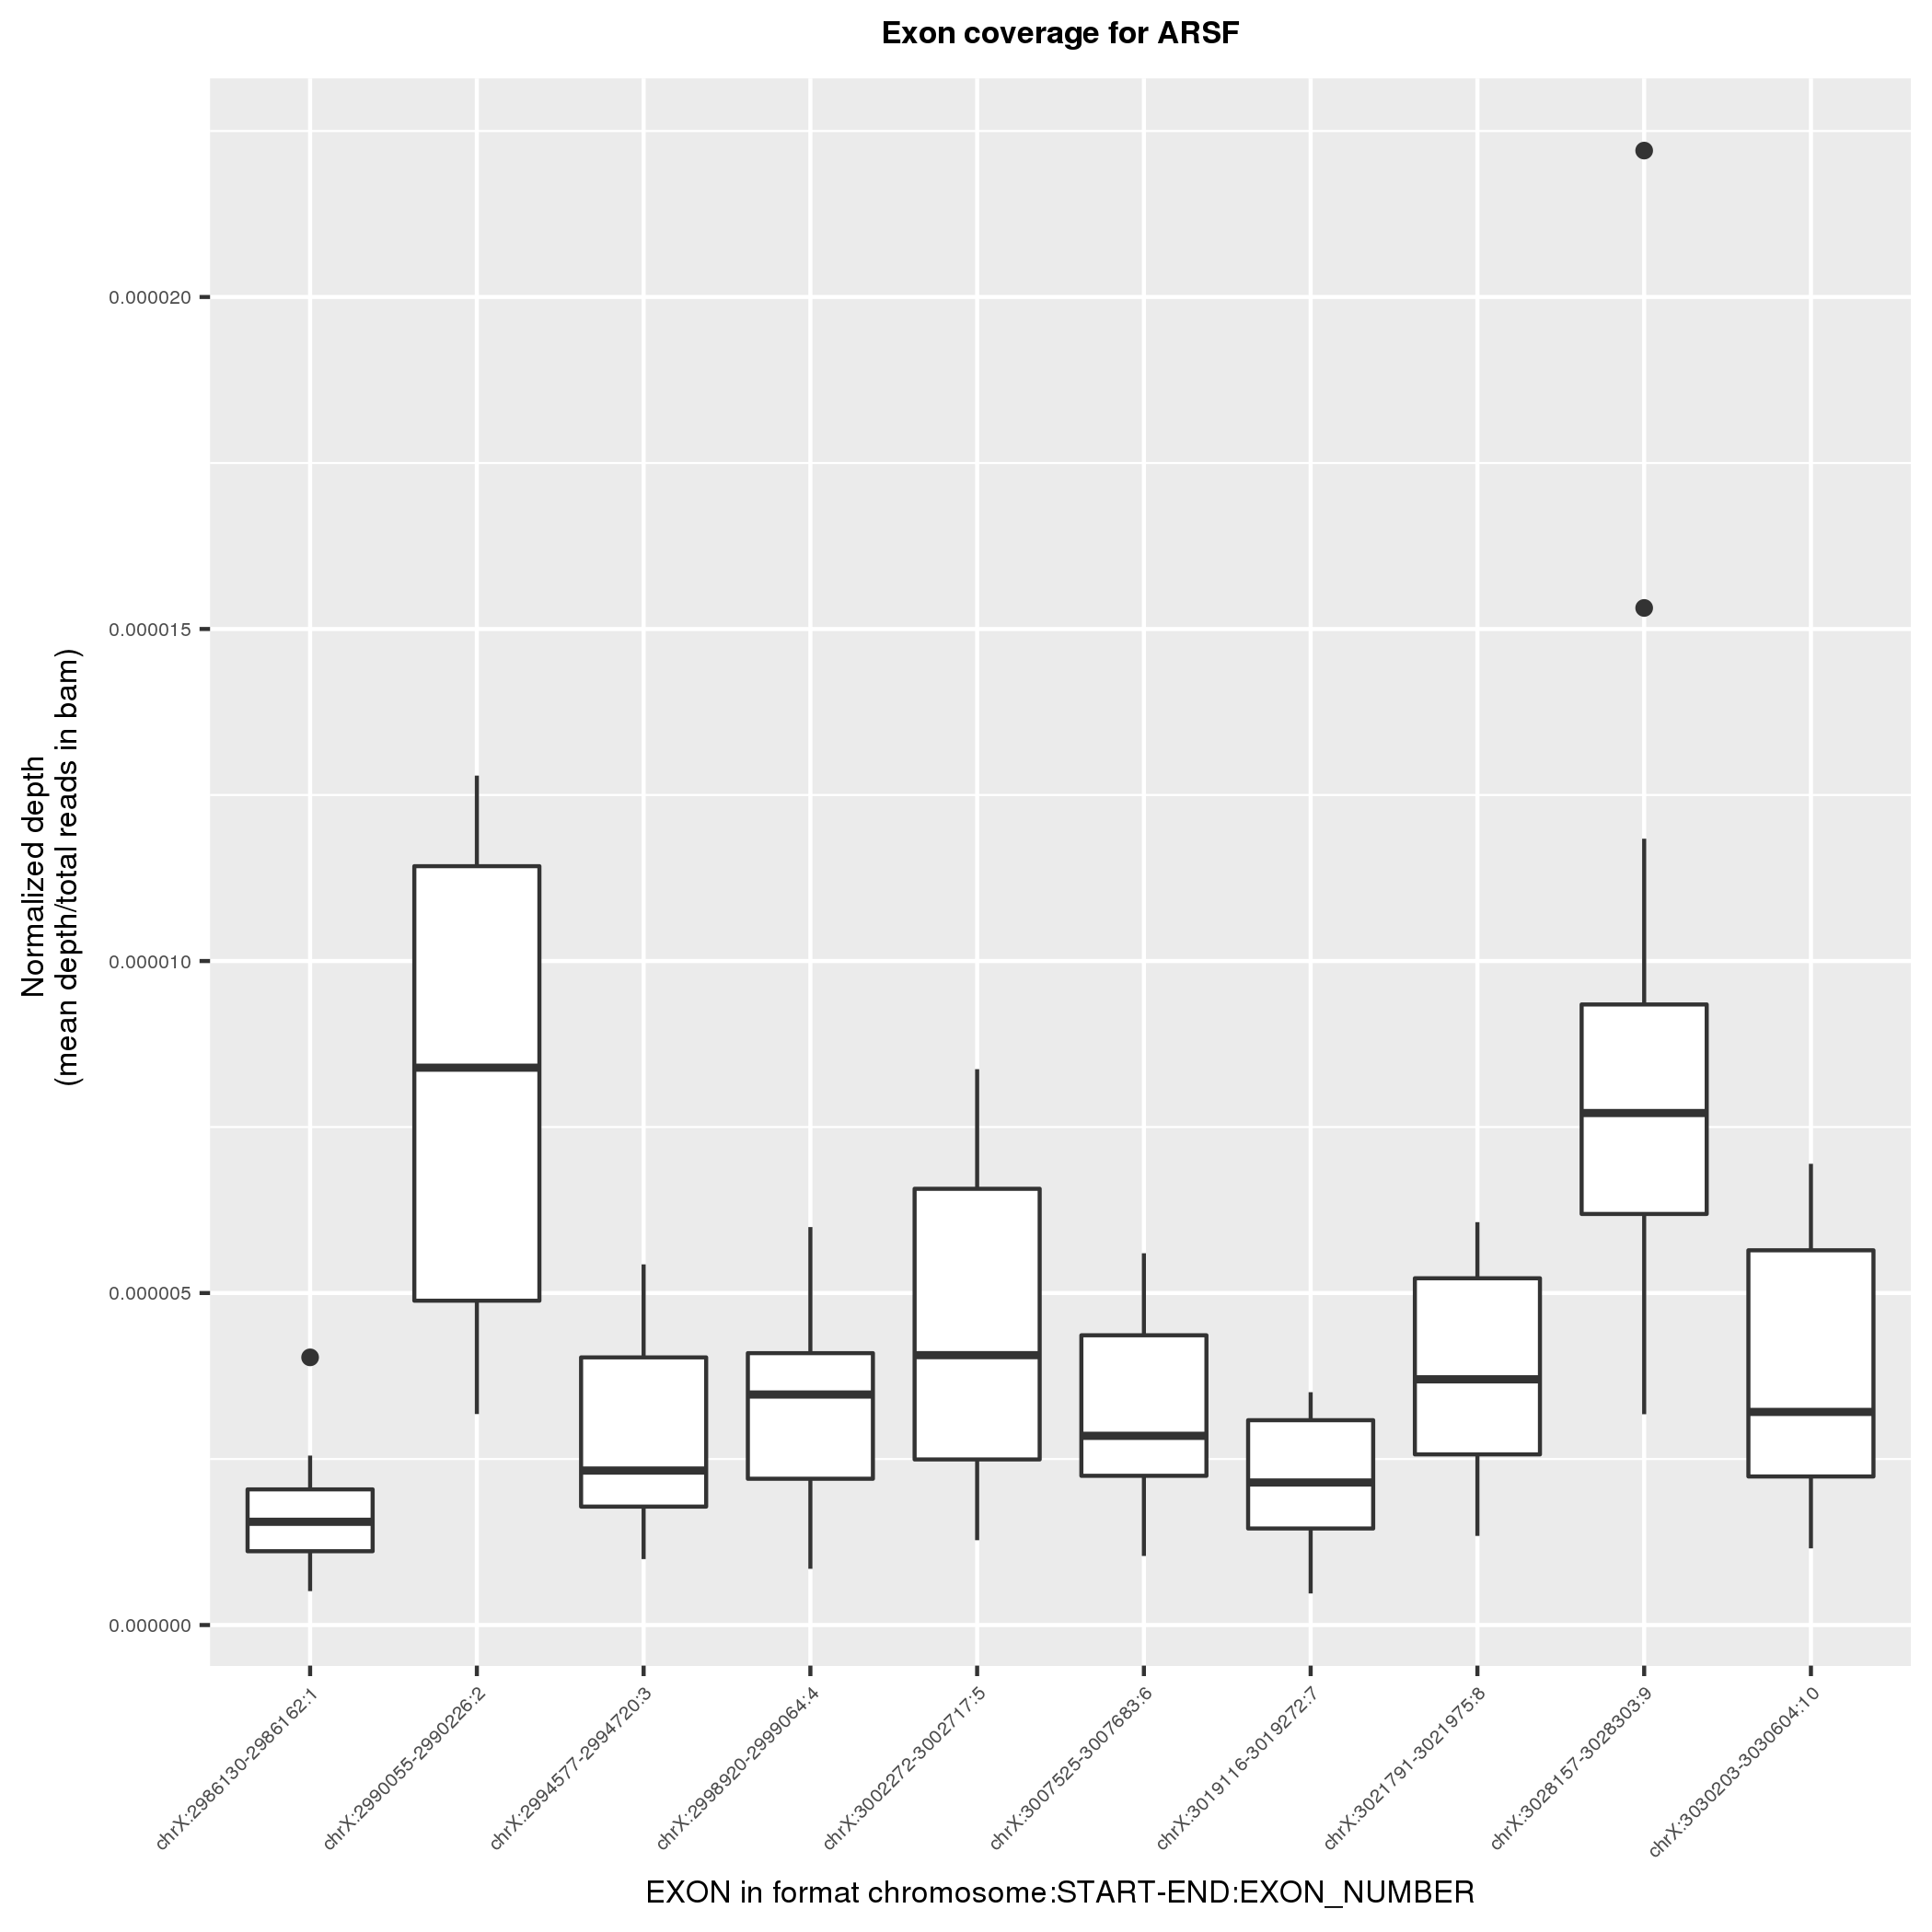 Exon coverage for ARSF
Normalized depth
(mean depth/total reads in bam)
0.000020
0.000015
0.000010
0.000005
0.000000
chrX:2986130-2986162:1
chrX:2990055-2990226:2
chrX:2994577-2994720:3
chrX:2998920-2999064:4
chrX:3002272-3002717:5
chrX:3007525-3007683:6
chrX:3019116-3019272:7
chrX:3021791-3021975:8
chrX:3028157-3028303:9
chrX:3030203-3030604:10
EXON in format chromosome:START-END:EXON_NUMBER